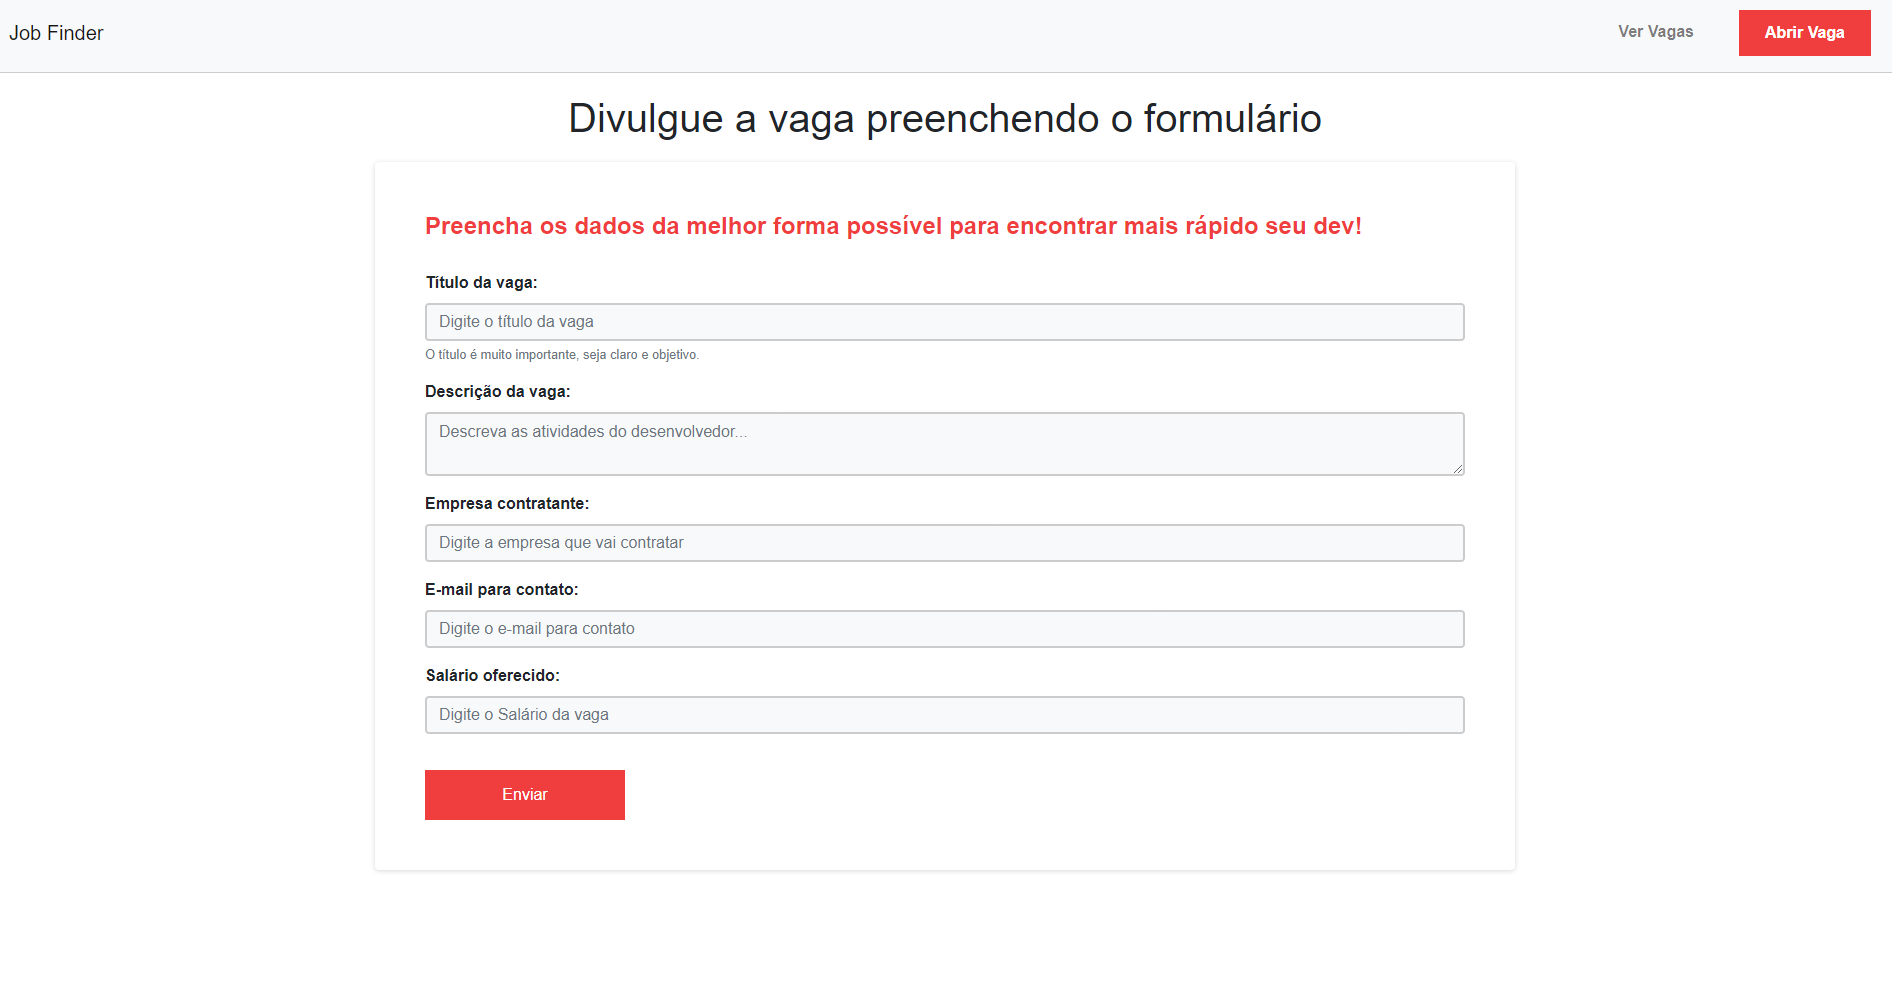 Job Finder
Ver Vagas
Abrir Vaga
Divulgue a vaga preenchendo o formulário
Preencha os dados da melhor forma possível para encontrar mais rápido seu dev!
Título da vaga:
Digite o título da vaga
O título é muito importante, seja claro e objetivo.
Descrição da vaga:
Descreva as atividades do desenvolvedor...
Empresa contratante:
Digite a empresa que vai contratar
E-mail para contato:
Digite o e-mail para contato
Salário oferecido:
Digite o Salário da vaga
Enviar